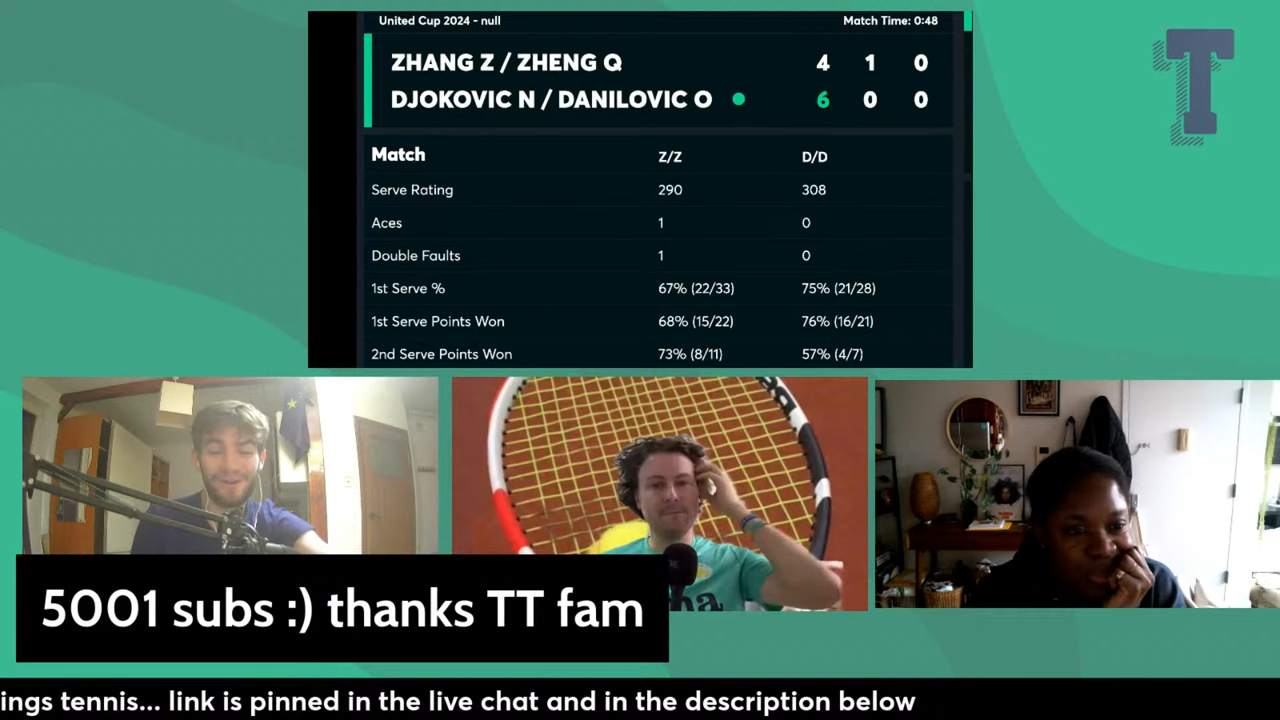 United Cup 2024 - null Match Time: 0:48
ZHANG Z / ZHENG Q 4 1 0
DJOKOVIC N / DANILOVIC O 6 0 0
Match Z/Z D/D
Serve Rating 290 308
Aces 1 0
Double Faults 1 0
1st Serve % 67% (22/33) 75% (21/28)
1st Serve Points Won 68% (15/22) 76% (16/21)
2nd Serve Points Won 73% (8/11) 57% (4/7)
T
5001 subs :) thanks TT fam
ings tennis... link is pinned in the live chat and in the description below